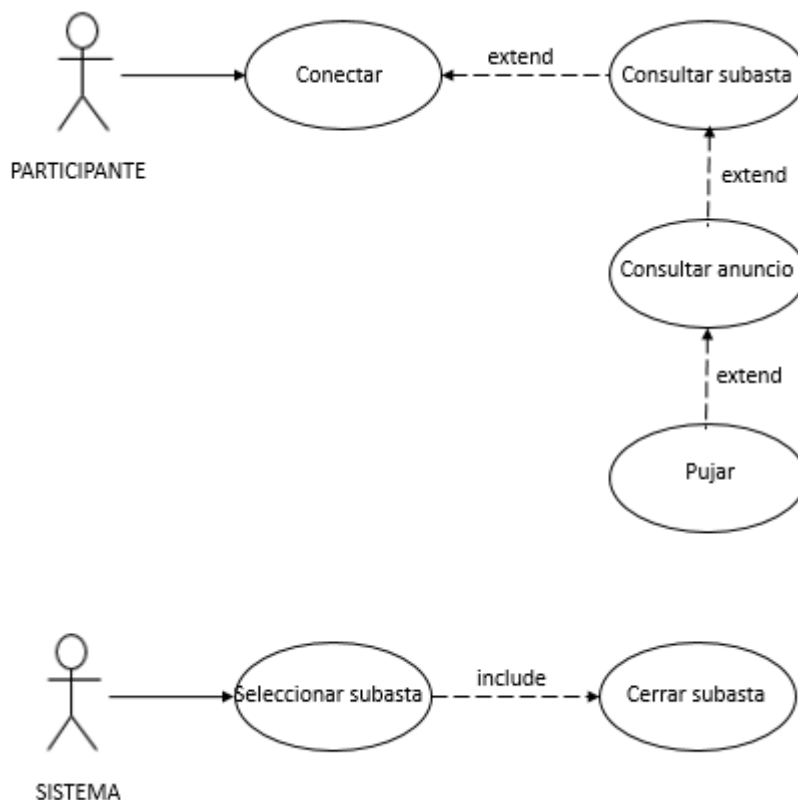 Conectar
extend
Consultar subasta
PARTICIPANTE
extend
Consultar anuncio
extend
Pujar
Seleccionar subasta
include
Cerrar subasta
SISTEMA